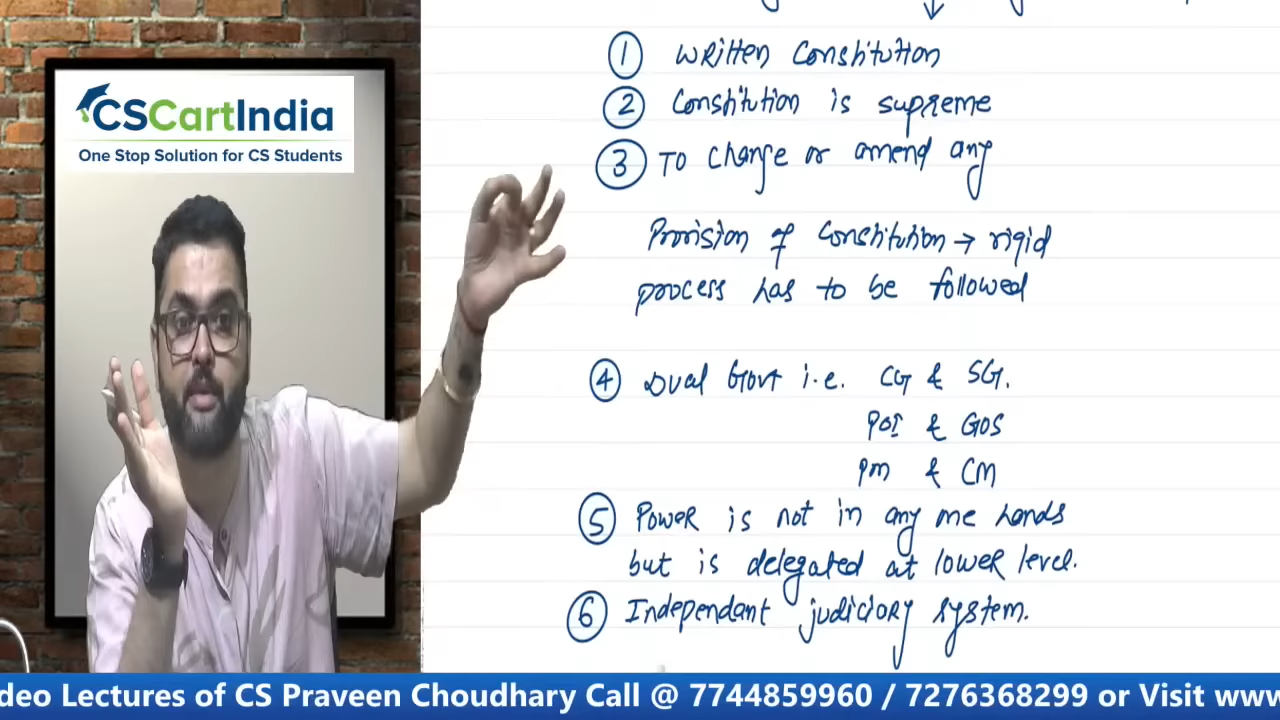 CSCartIndia
One Stop Solution for CS Students
① Written Constitution
② Constitution is supreme
③ To change or amend any
Provision of Constitution → rigid
process has to be followed
④ Dual Govt i.e. CG & SG.
POI & GOS
PM & CM
⑤ Power is not in any one hands
but is delegated at lower level.
⑥ Independant judiciory system.
deo Lectures of CS Praveen Choudhary Call @ 7744859960 / 7276368299 or Visit www